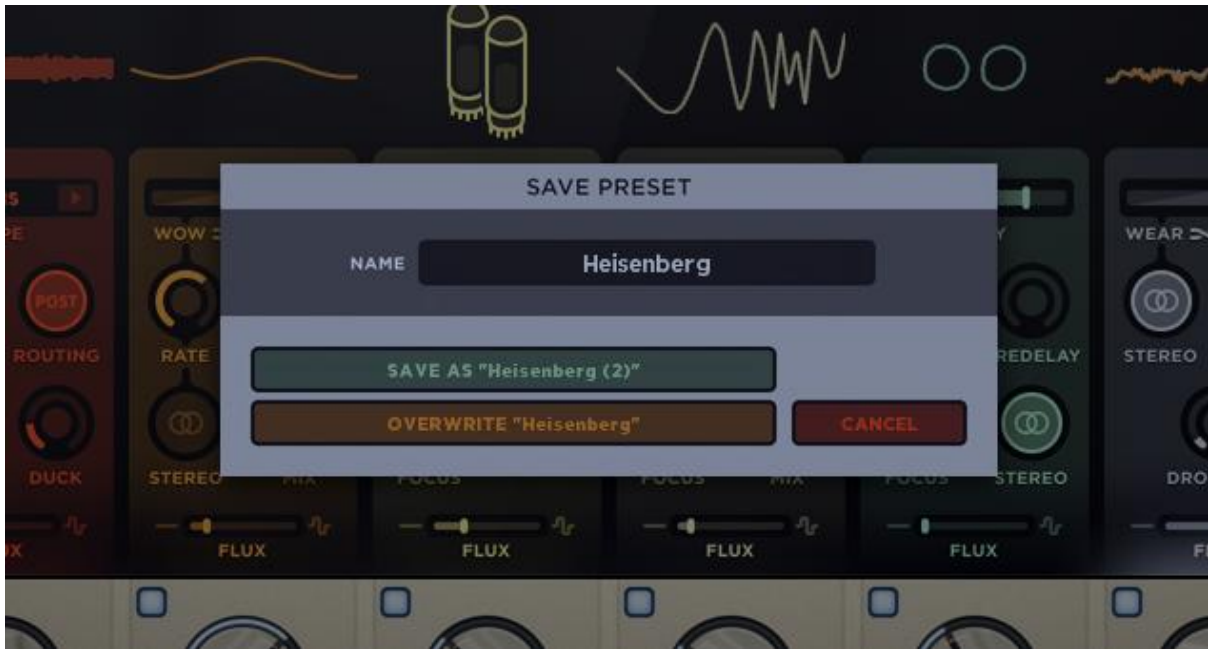 SAVE PRESET
NAME Heisenberg
SAVE AS "Heisenberg (2)"
OVERWRITE "Heisenberg"
CANCEL
WOW
WEAR
POST
ROUTING
RATE
REDELAY
STEREO
DUCK
STEREO
MIX
FOCUS
FOCUS
MIX
FOCUS
STEREO
DRO
FLUX
FLUX
FLUX
FLUX